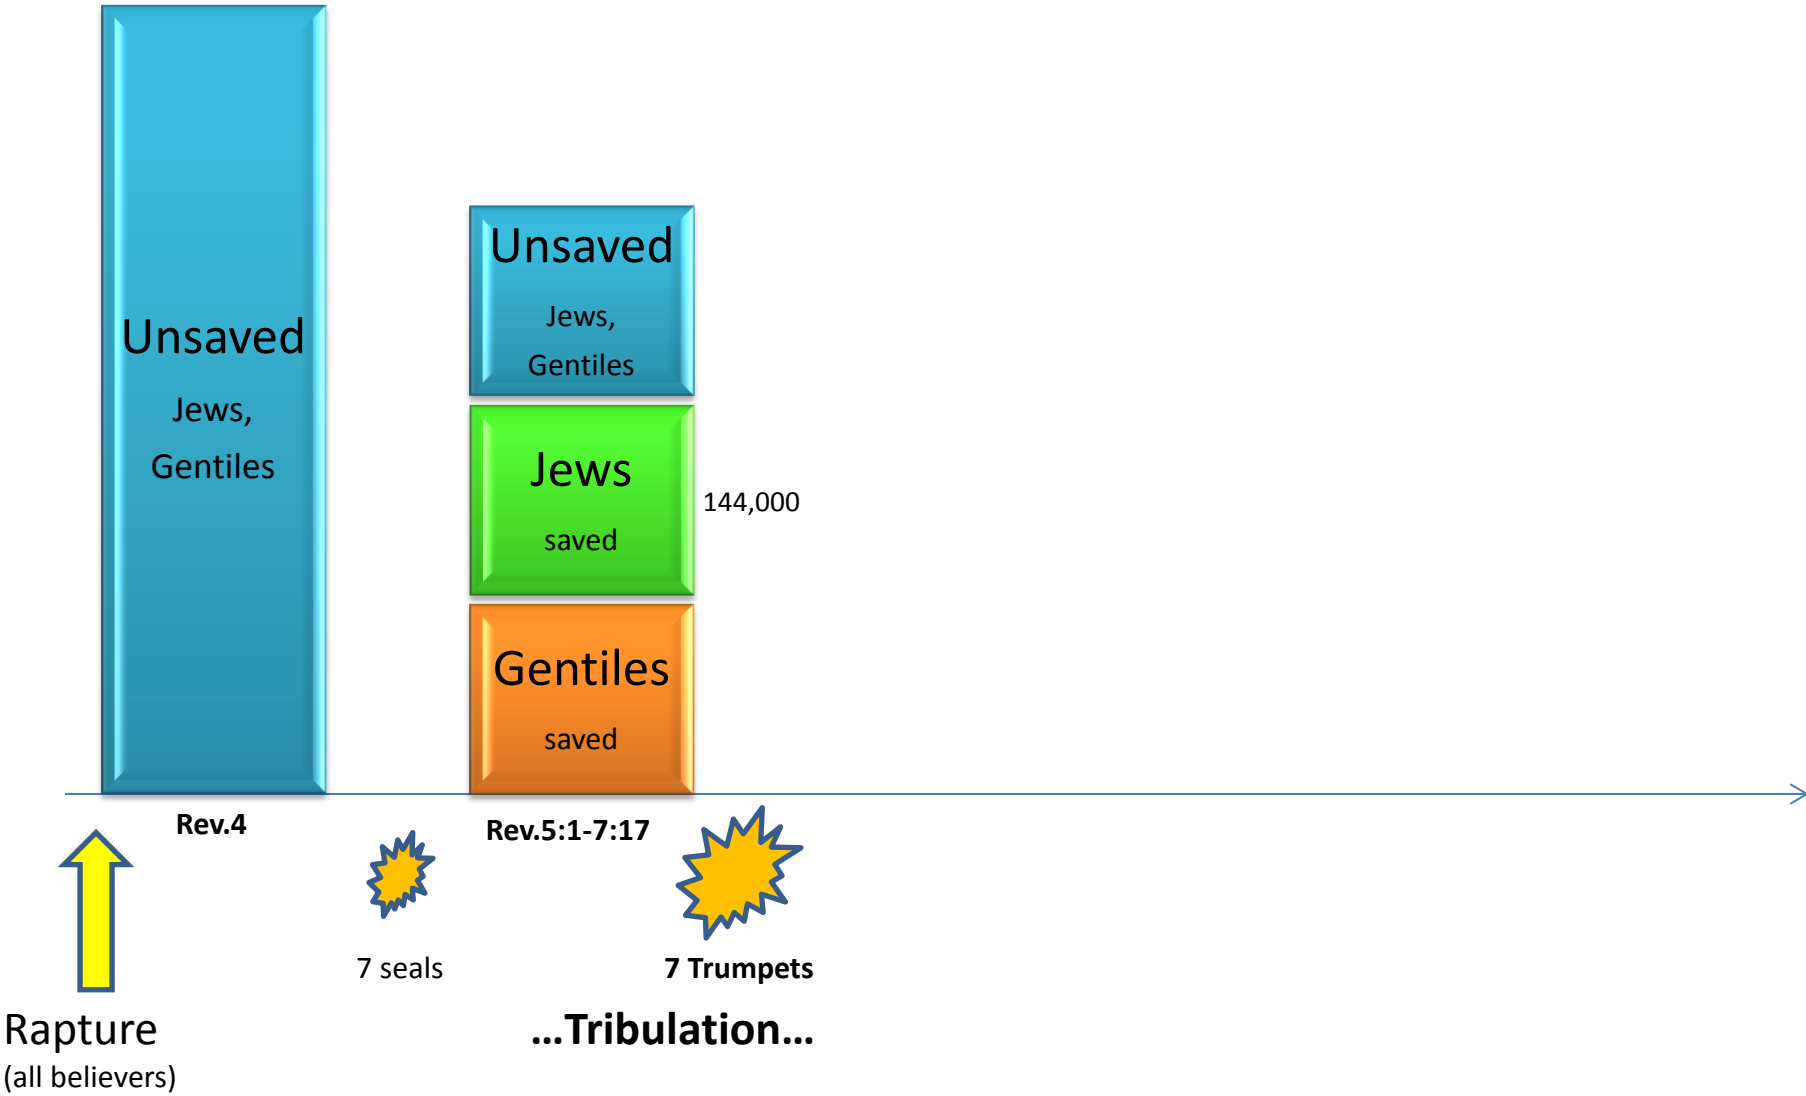 Unsaved
Jews,
Gentiles
Unsaved
Jews,
Gentiles
Jews
saved
144,000
Gentiles
saved
Rev.4
Rev.5:1-7:17
7 seals
7 Trumpets
Rapture
(all believers)
...Tribulation...